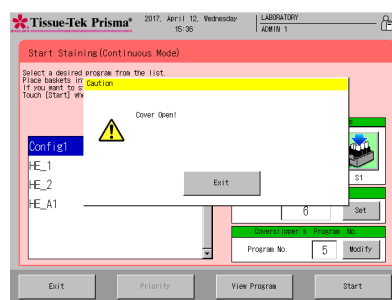 Tissue-Tek Prisma®
2017, April 12, Wednesday
15:36
LABORATORY
ADMIN 1
Start Staining(Continuous Mode)
Select a desired program from the list.
Place baskets in
If you want to s
Touch [Start] whe
Caution
Cover Open!
Exit
Config1
HE_1
HE_2
HE_A1
S1
6
Set
Coverslipper's Program No.
Program No.
5
Modify
Exit
Priority
View Program
Start